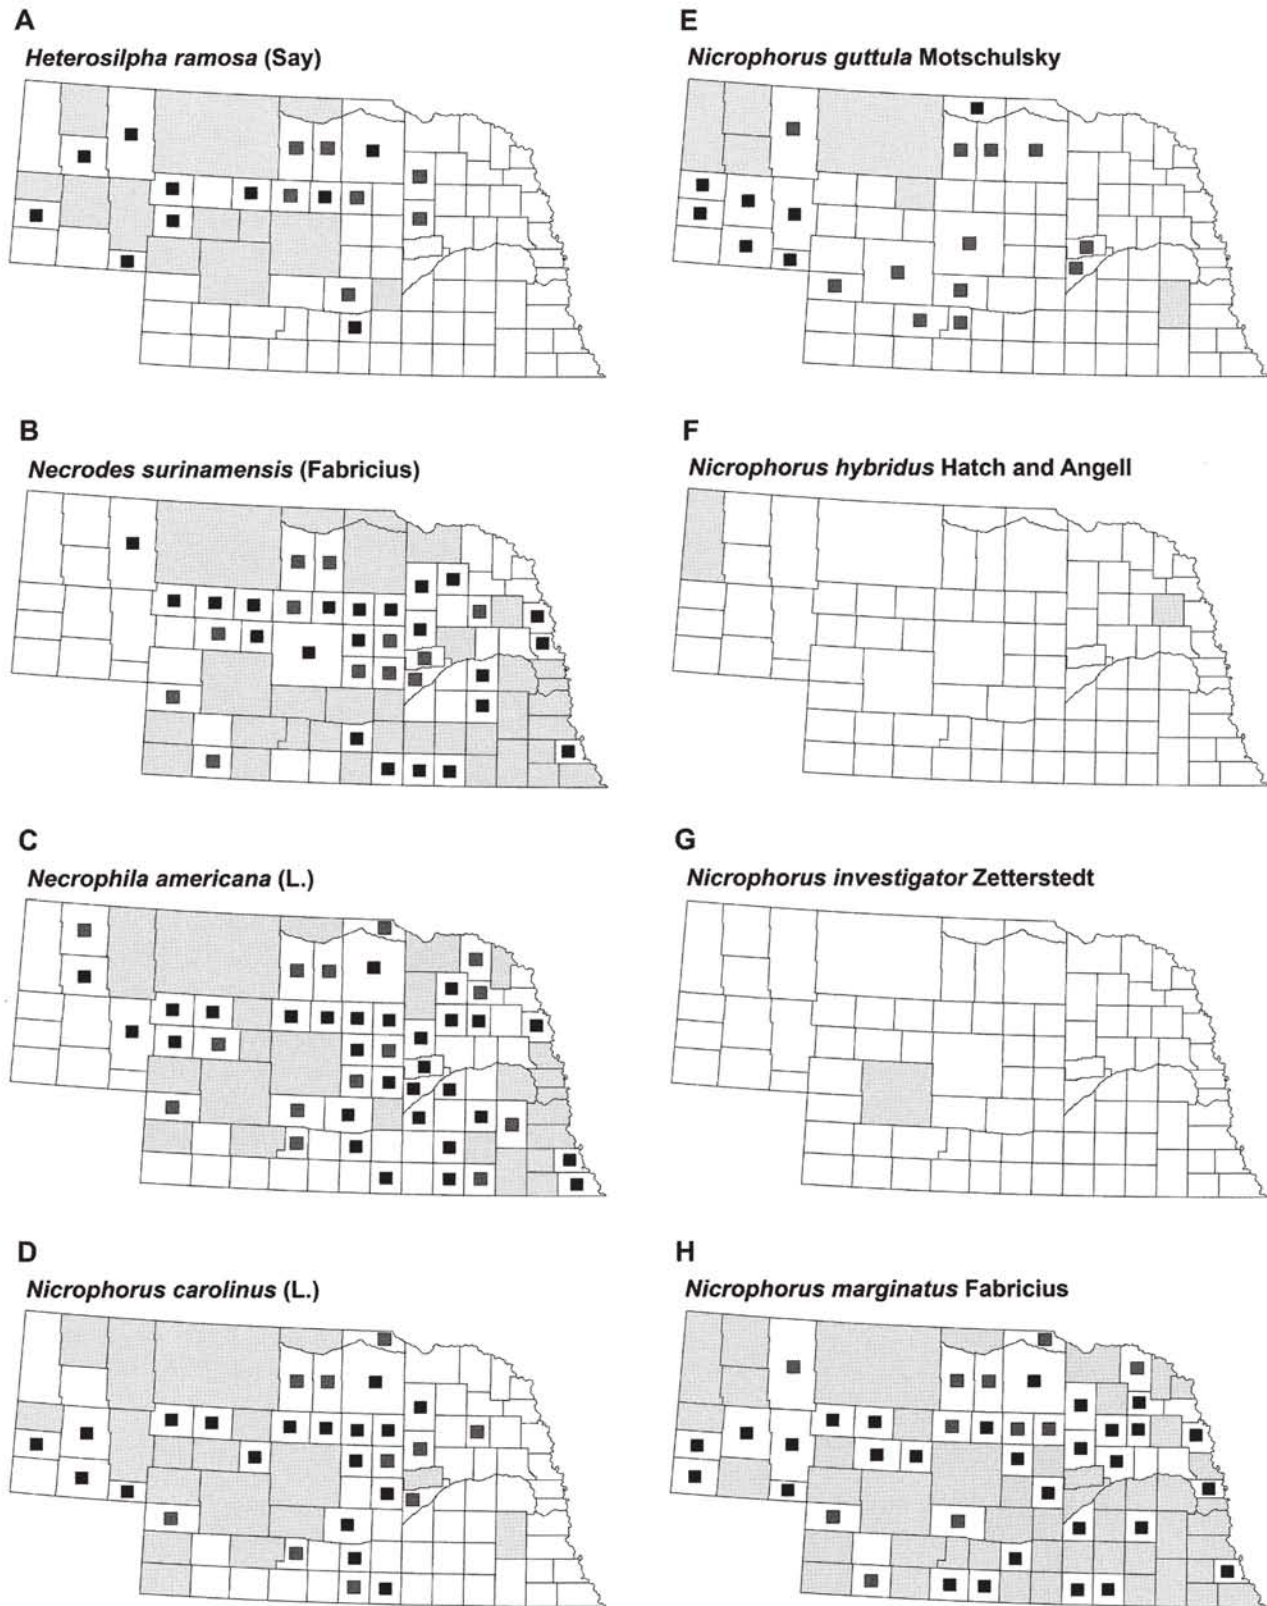 A
Heterosilpha ramosa (Say)
B
Necrodes surinamensis (Fabricius)
C
Necrophila americana (L.)
D
Nicrophorus carolinus (L.)
E
Nicrophorus guttula Motschulsky
F
Nicrophorus hybridus Hatch and Angell
G
Nicrophorus investigator Zetterstedt
H
Nicrophorus marginatus Fabricius